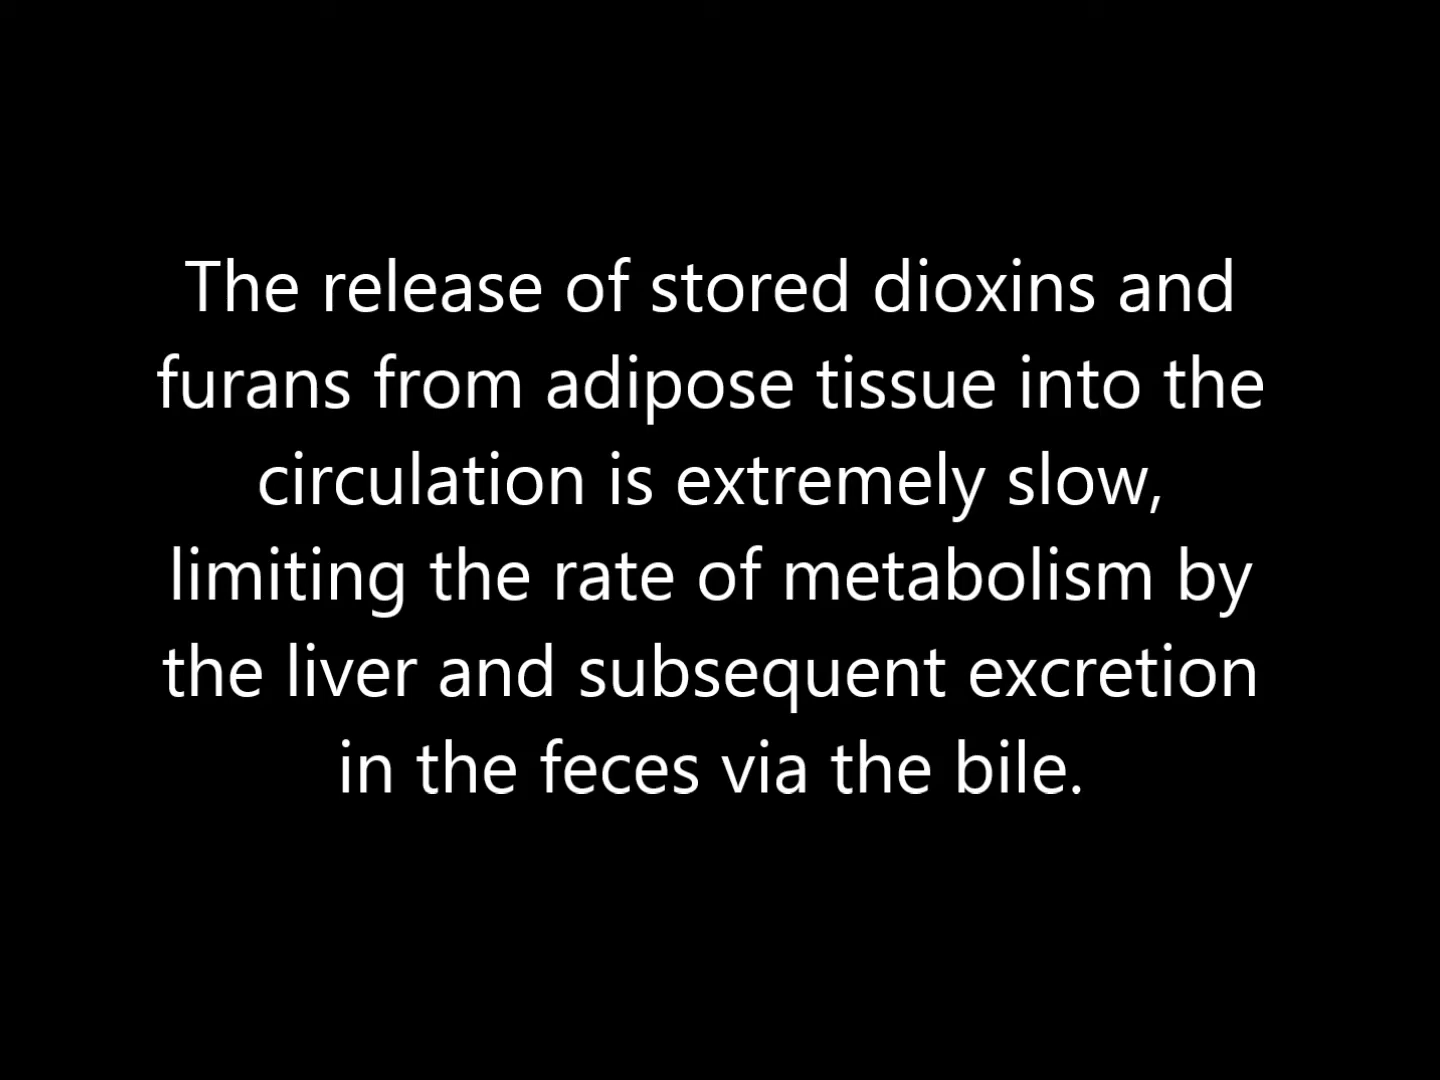 The release of stored dioxins and
furans from adipose tissue into the
circulation is extremely slow,
limiting the rate of metabolism by
the liver and subsequent excretion
in the feces via the bile.